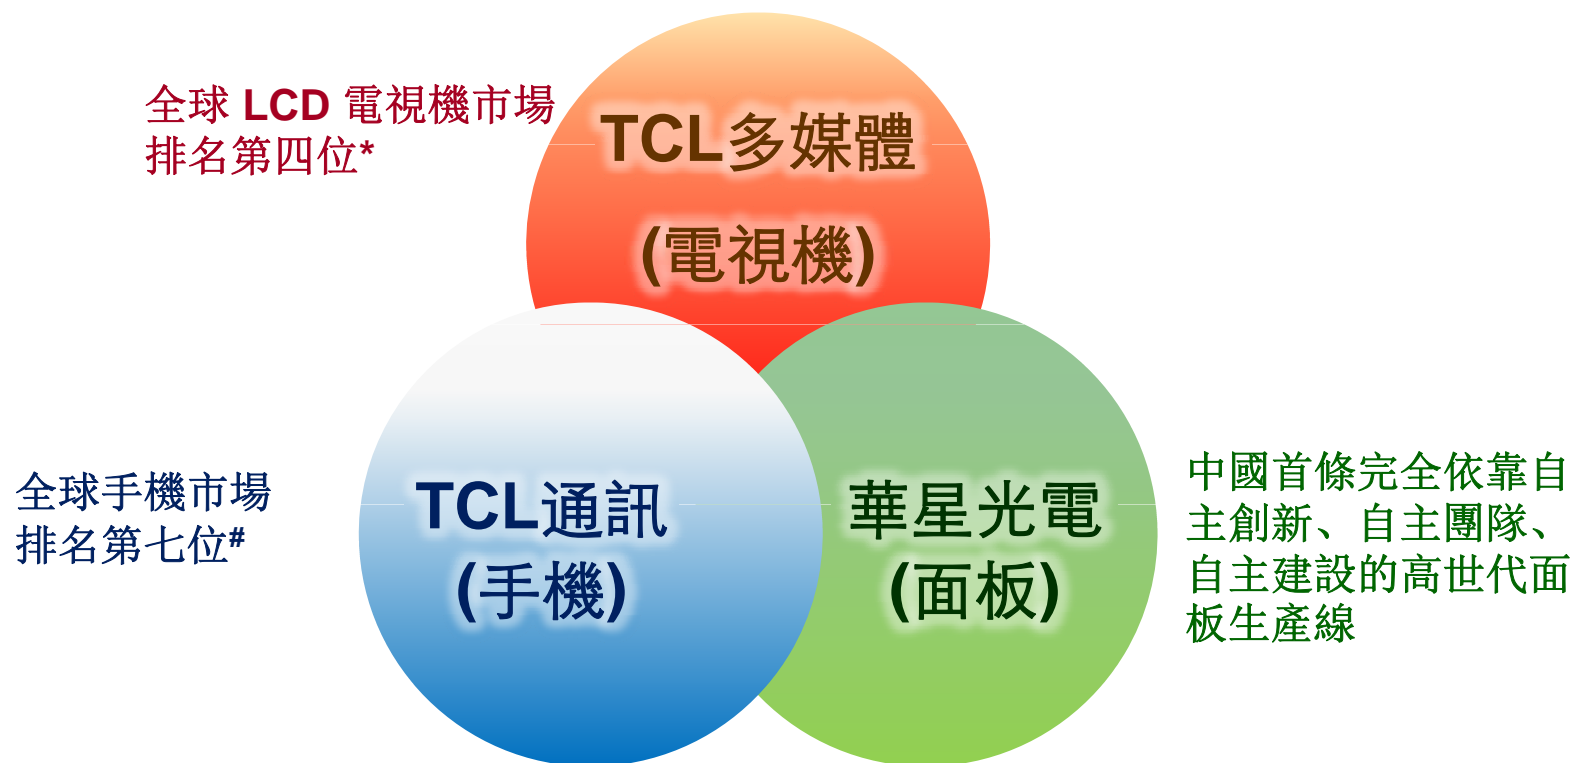 全球 LCD 電視機市場
排名第四位*
TCL多媒體
(電視機)
全球手機市場
排名第七位#
TCL通訊
(手機)
華星光電
(面板)
中國首條完全依靠自
主創新、自主團隊、
自主建設的高世代面
板生產線